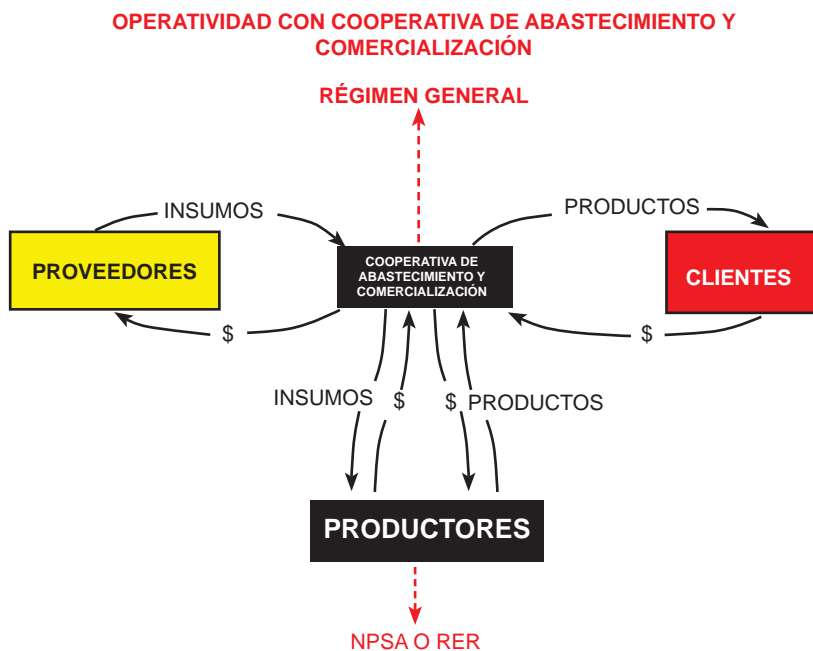 OPERATIVIDAD CON COOPERATIVA DE ABASTECIMIENTO Y
COMERCIALIZACIÓN
RÉGIMEN GENERAL
INSUMOS
PRODUCTOS
PROVEEDORES
COOPERATIVA DE
ABASTECIMIENTO Y
COMERCIALIZACIÓN
CLIENTES
$
$
INSUMOS
$
$
PRODUCTOS
PRODUCTORES
NPSA O RER